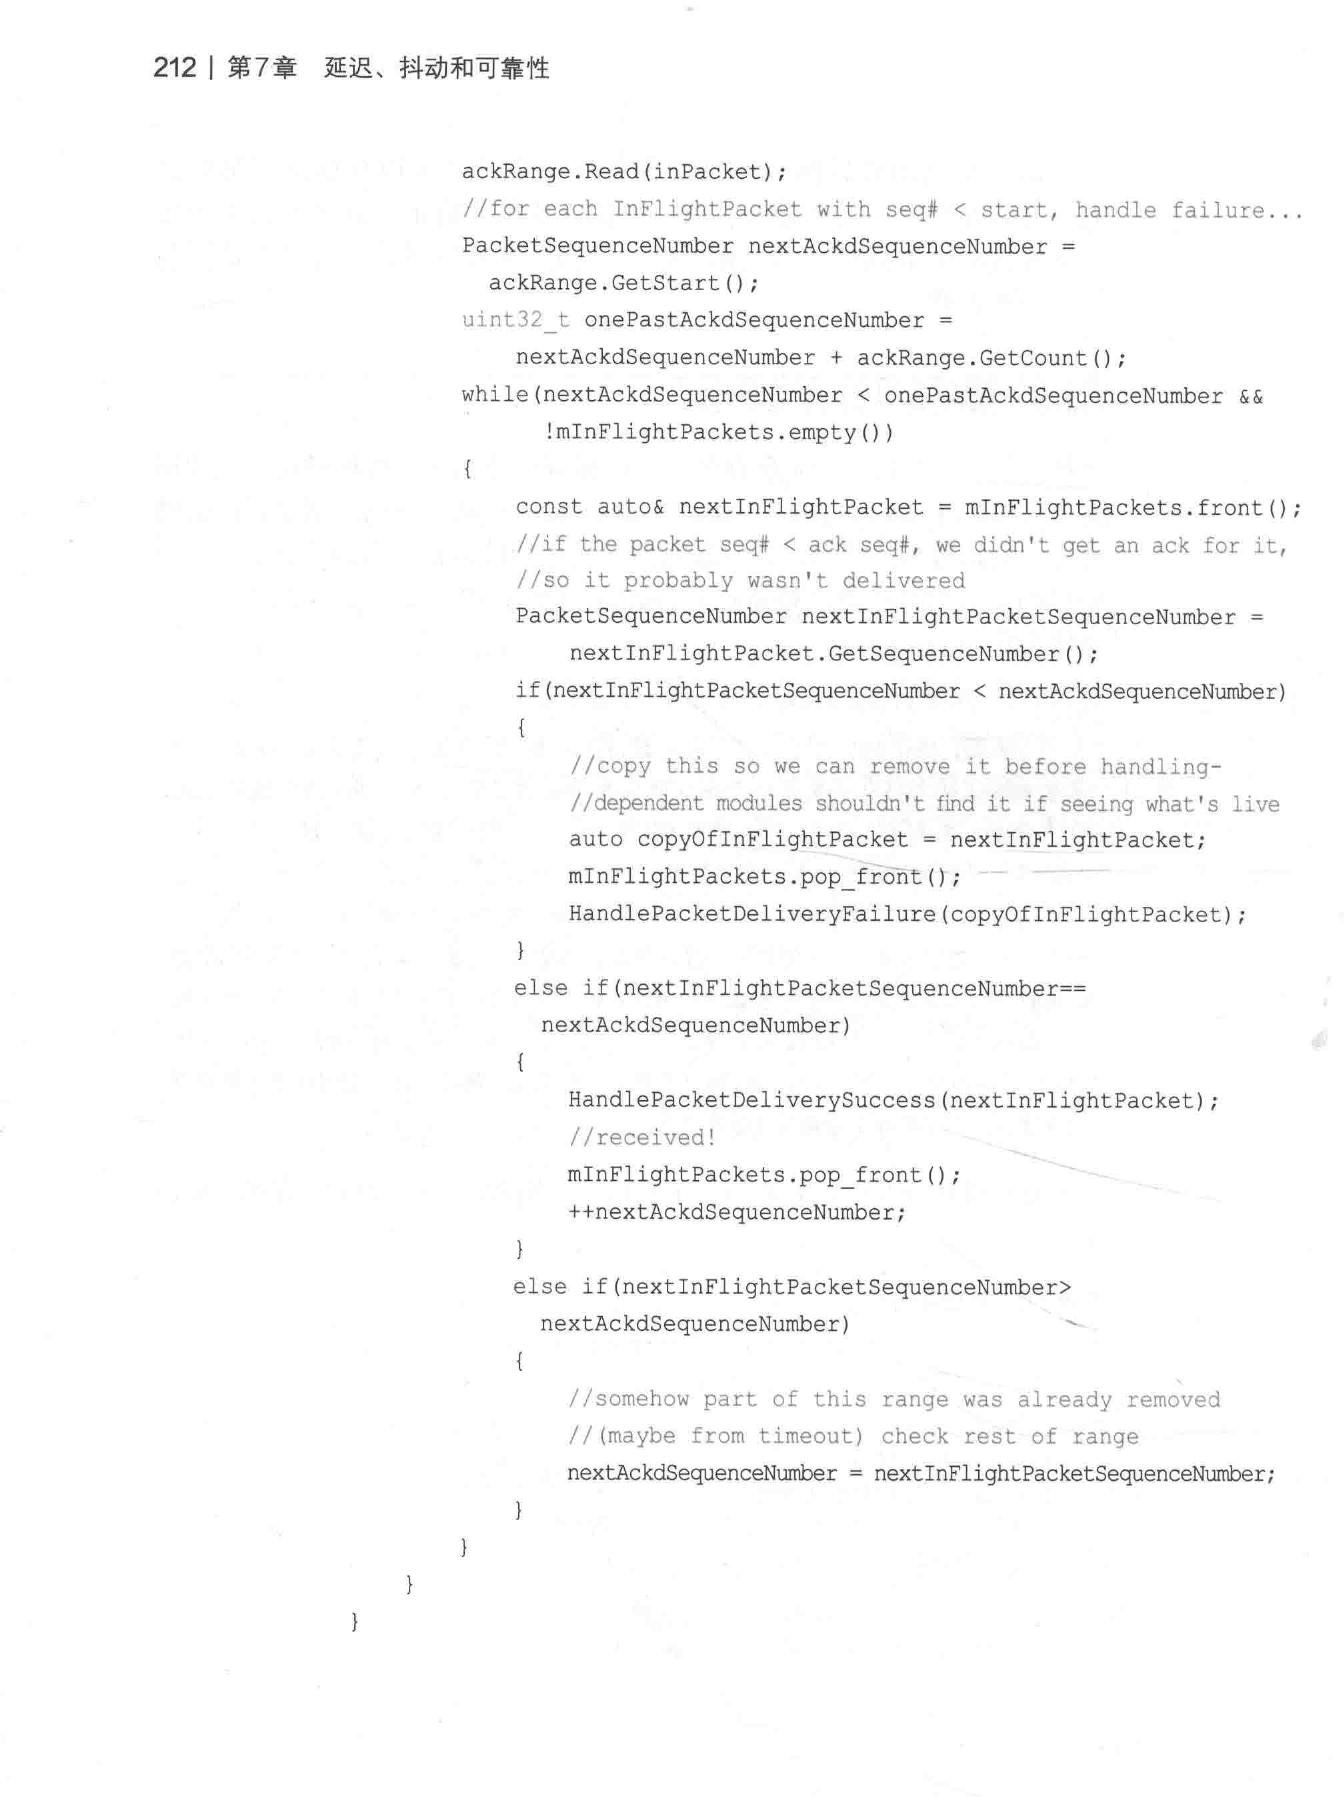 212 | 第7章 延迟、抖动和可靠性
ackRange.Read(inPacket);
//for each InFlightPacket with seq# < start, handle failure...
PacketSequenceNumber nextAckdSequenceNumber =
ackRange.GetStart();
uint32_t onePastAckdSequenceNumber =
nextAckdSequenceNumber + ackRange.GetCount();
while(nextAckdSequenceNumber < onePastAckdSequenceNumber &&
!mInFlightPackets.empty())
{
const auto& nextInFlightPacket = mInFlightPackets.front();
//if the packet seq# < ack seq#, we didn't get an ack for it,
//so it probably wasn't delivered
PacketSequenceNumber nextInFlightPacketSequenceNumber =
nextInFlightPacket.GetSequenceNumber();
if(nextInFlightPacketSequenceNumber < nextAckdSequenceNumber)
{
//copy this so we can remove it before handling-
//dependent modules shouldn't find it if seeing what's live
auto copyOfInFlightPacket = nextInFlightPacket;
mInFlightPackets.pop_front();
HandlePacketDeliveryFailure(copyOfInFlightPacket);
}
else if(nextInFlightPacketSequenceNumber==
nextAckdSequenceNumber)
{
HandlePacketDeliverySuccess(nextInFlightPacket);
//received!
mInFlightPackets.pop_front();
++nextAckdSequenceNumber;
}
else if(nextInFlightPacketSequenceNumber>
nextAckdSequenceNumber)
{
//somehow part of this range was already removed
//(maybe from timeout) check rest of range
nextAckdSequenceNumber = nextInFlightPacketSequenceNumber;
}
}
}
}